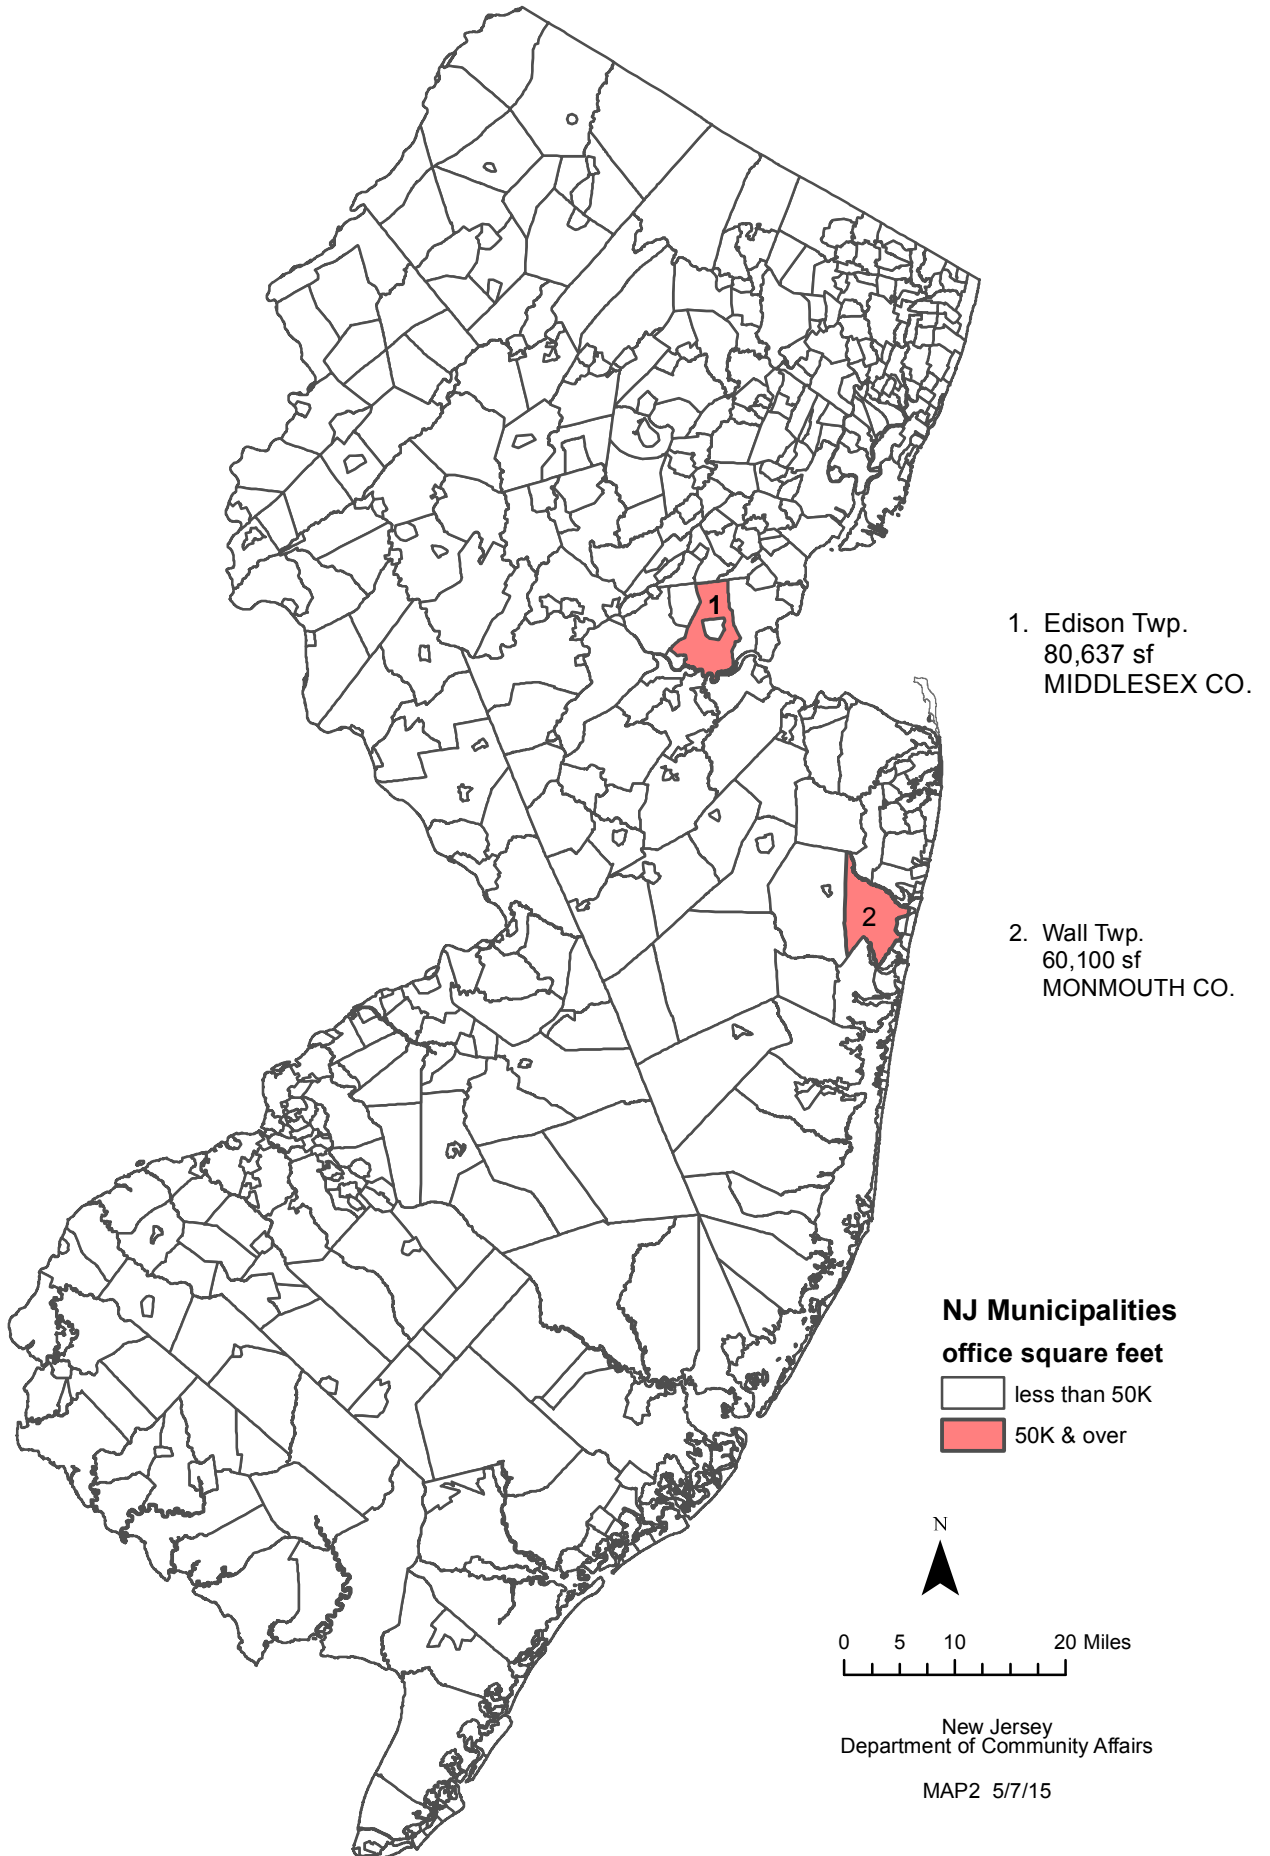 1
1. Edison Twp.
80,637 sf
MIDDLESEX CO.
2
2. Wall Twp.
60,100 sf
MONMOUTH CO.
NJ Municipalities
office square feet
less than 50K
50K & over
N
0 5 10 20 Miles
New Jersey
Department of Community Affairs
MAP2 5/7/15